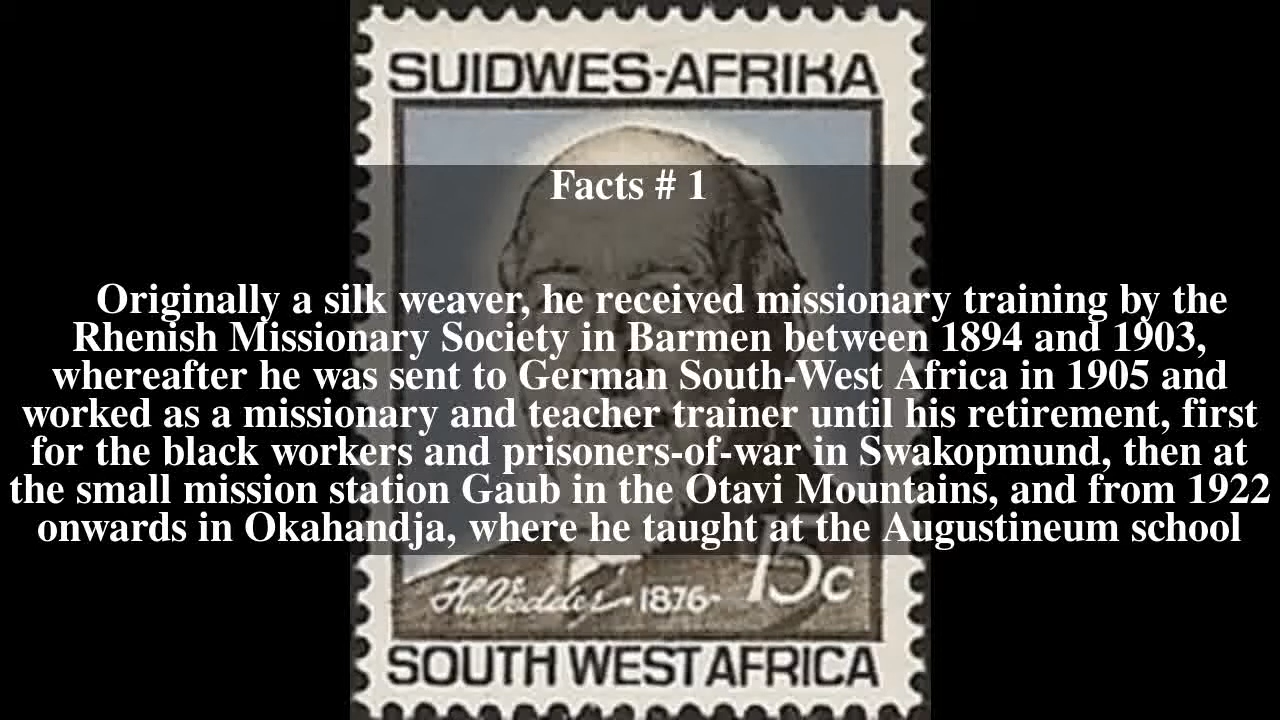 SUIDWES-AFRIKA
Facts # 1
Originally a silk weaver, he received missionary training by the
Rhenish Missionary Society in Barmen between 1894 and 1903,
whereafter he was sent to German South-West Africa in 1905 and
worked as a missionary and teacher trainer until his retirement, first
for the black workers and prisoners-of-war in Swakopmund, then at
the small mission station Gaub in the Otavi Mountains, and from 1922
onwards in Okahandja, where he taught at the Augustineum school
H. Vedder 1876- 15c
SOUTH WEST AFRICA